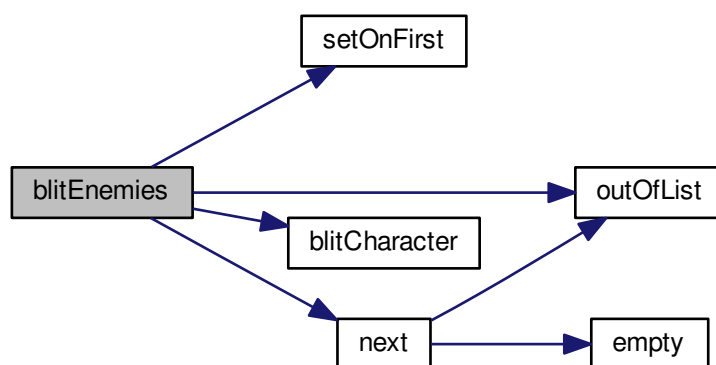 setOnFirst
blitEnemies
outOfList
blitCharacter
next
empty